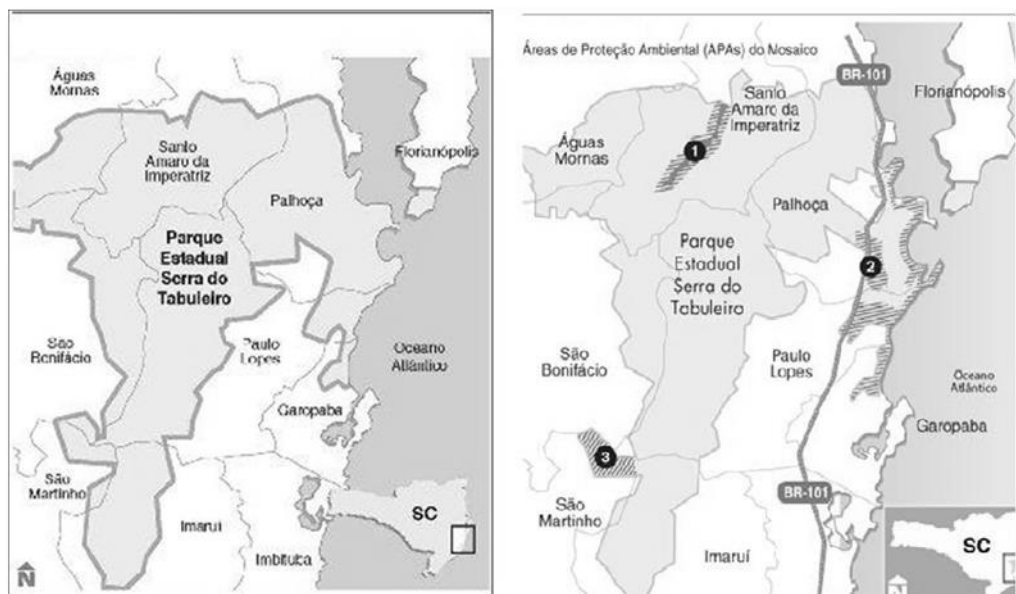 Águas
Mornas
Santo
Amaro da
Imperatriz
Florianópolis
Palhoça
Parque
Estadual
Serra do
Tabuleiro
São
Bonifácio
Paulo
Lopes
Oceano
Atlântico
Garopaba
São
Martinho
Imaruí
Imbituba
SC
N
Áreas de Proteção Ambiental (APAs) do Mosaico
BR-101
Santo
Amaro da
Imperatriz
Florianópolis
Águas
Mornas
1
Palhoça
Parque
Estadual
Serra do
Tabuleira
2
São
Bonifácio
Paulo
Lopes
Oceano
Atlântico
Garopaba
3
São
Martinho
BR-101
Imaruí
SC
N